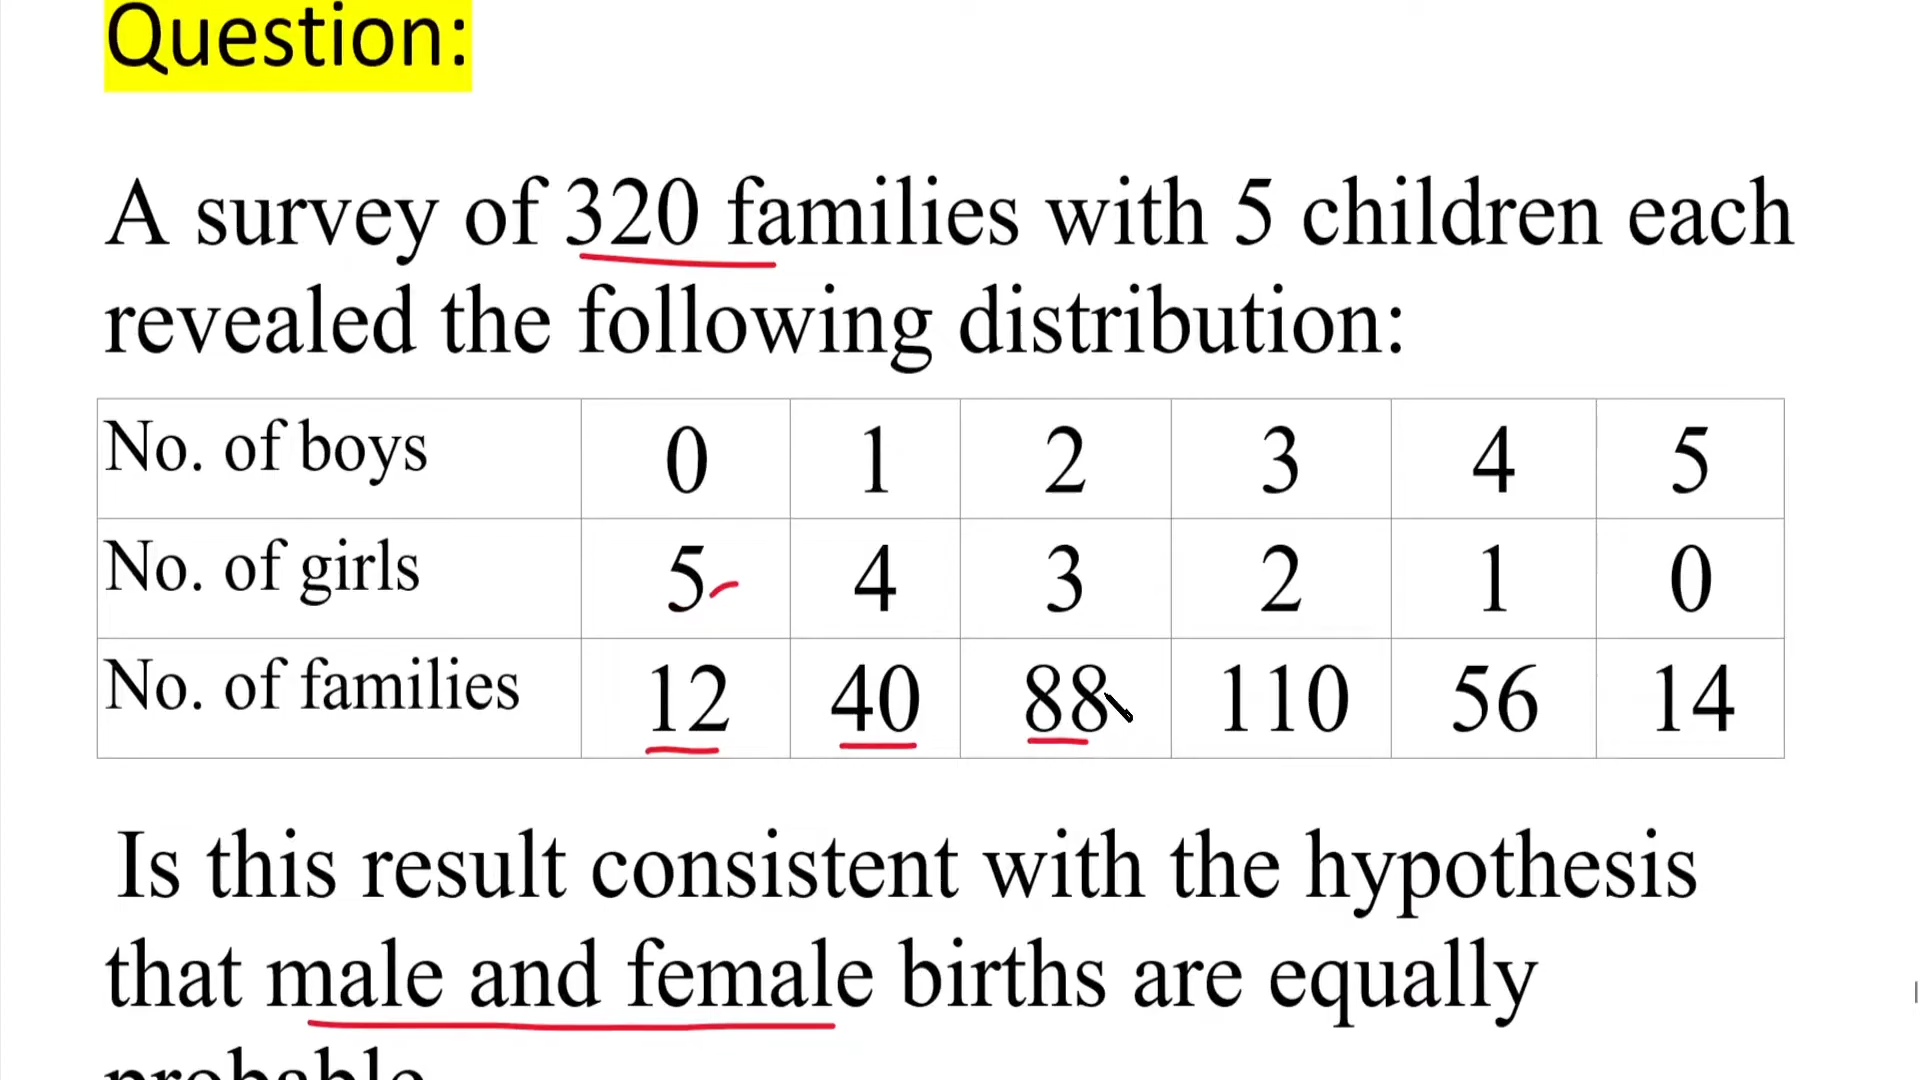 Question:
A survey of 320 families with 5 children each
revealed the following distribution:
No. of boys 0 1 2 3 4 5
No. of girls 5 4 3 2 1 0
No. of families 12 40 88 110 56 14
Is this result consistent with the hypothesis
that male and female births are equally
probable